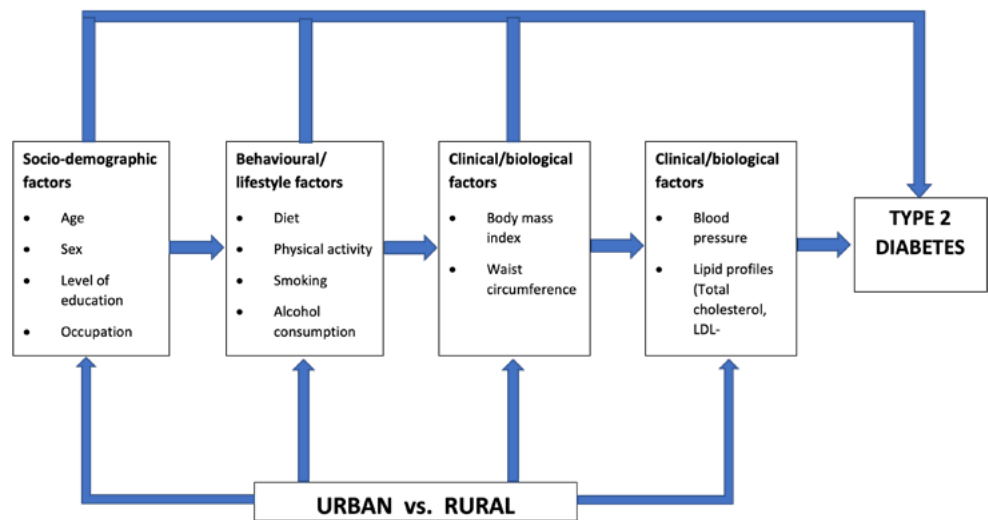 Socio-demographic
factors
• Age
• Sex
• Level of
education
• Occupation
Behavioural/
lifestyle factors
• Diet
• Physical activity
• Smoking
• Alcohol
consumption
Clinical/biological
factors
• Body mass
index
• Waist
circumference
Clinical/biological
factors
• Blood
pressure
• Lipid profiles
(Total
cholesterol,
LDL-
TYPE 2
DIABETES
URBAN vs. RURAL